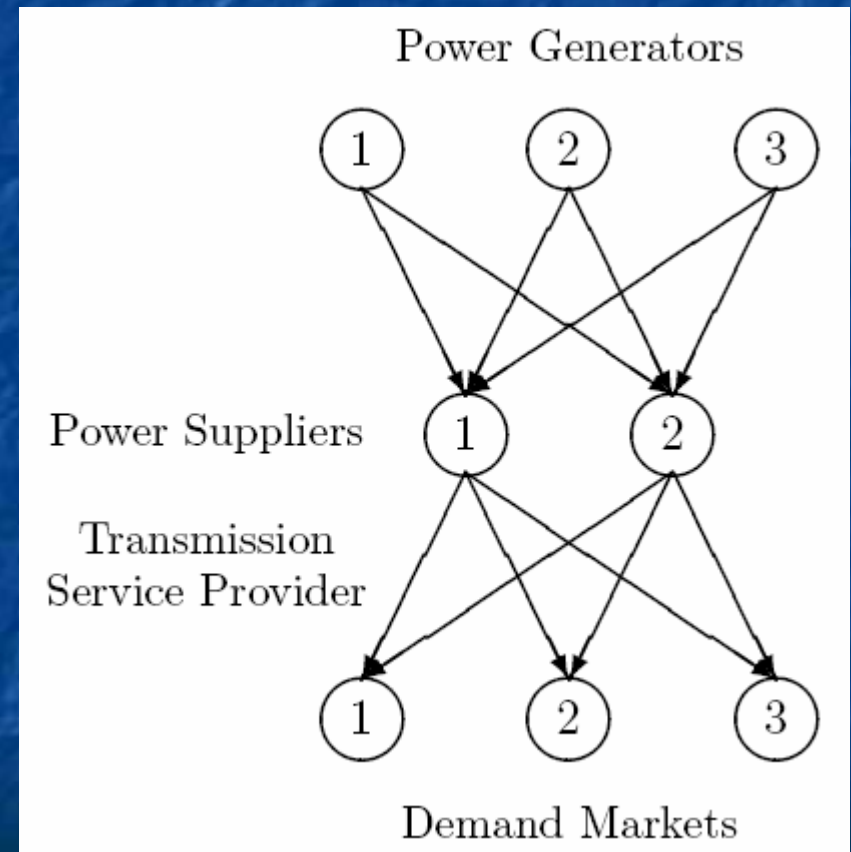 Power Generators
1 2 3
Power Suppliers 1 2
Transmission
Service Provider
1 2 3
Demand Markets